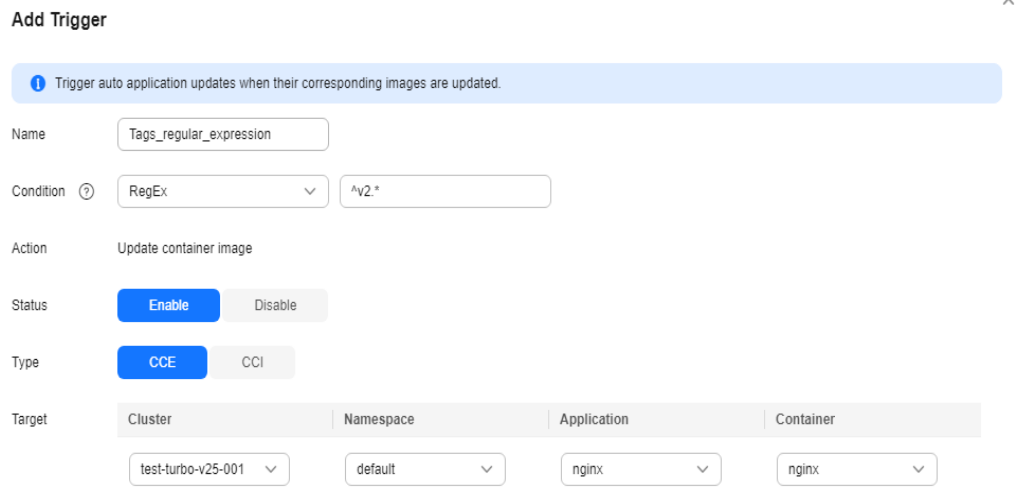 Add Trigger
Trigger auto application updates when their corresponding images are updated.
Name Tags_regular_expression
Condition ? RegEx ^v2.*
Action Update container image
Status Enable Disable
Type CCE CCI
Target Cluster Namespace Application Container
test-turbo-v25-001 default nginx nginx